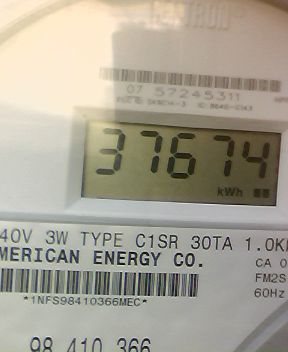 07 57245311
37674
kWh
40V 3W TYPE C1SR 30TA 1.0K
MERICAN ENERGY CO.
CA 0
FM2S
60Hz
*1NFS98410366MEC*
98 410 366